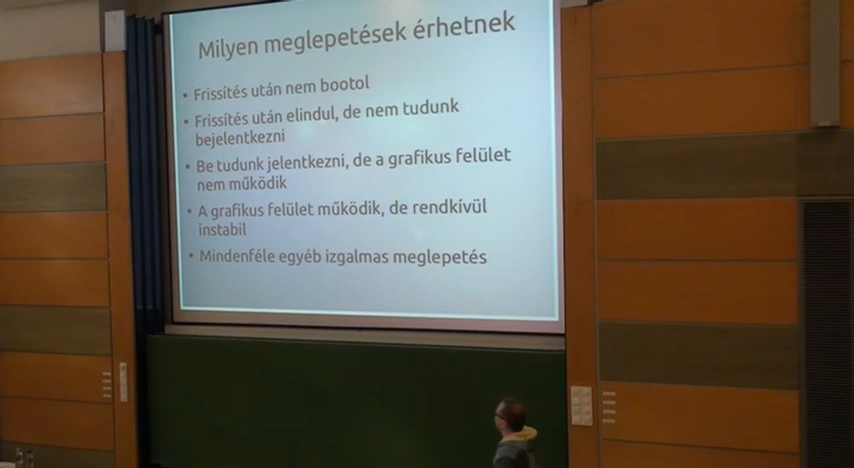 Milyen meglepetések érhetnek
• Frissítés után nem bootol
• Frissítés után elindul, de nem tudunk
bejelentkezni
• Be tudunk jelentkezni, de a grafikus felület
nem működik
• A grafikus felület működik, de rendkívül
instabil
• Mindenféle egyéb izgalmas meglepetés